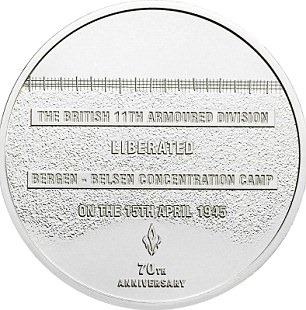 THE BRITISH 11TH ARMOURED DIVISION
LIBERATED
BERGEN - BELSEN CONCENTRATION CAMP
ON THE 15TH APRIL 1945
70TH
ANNIVERSARY